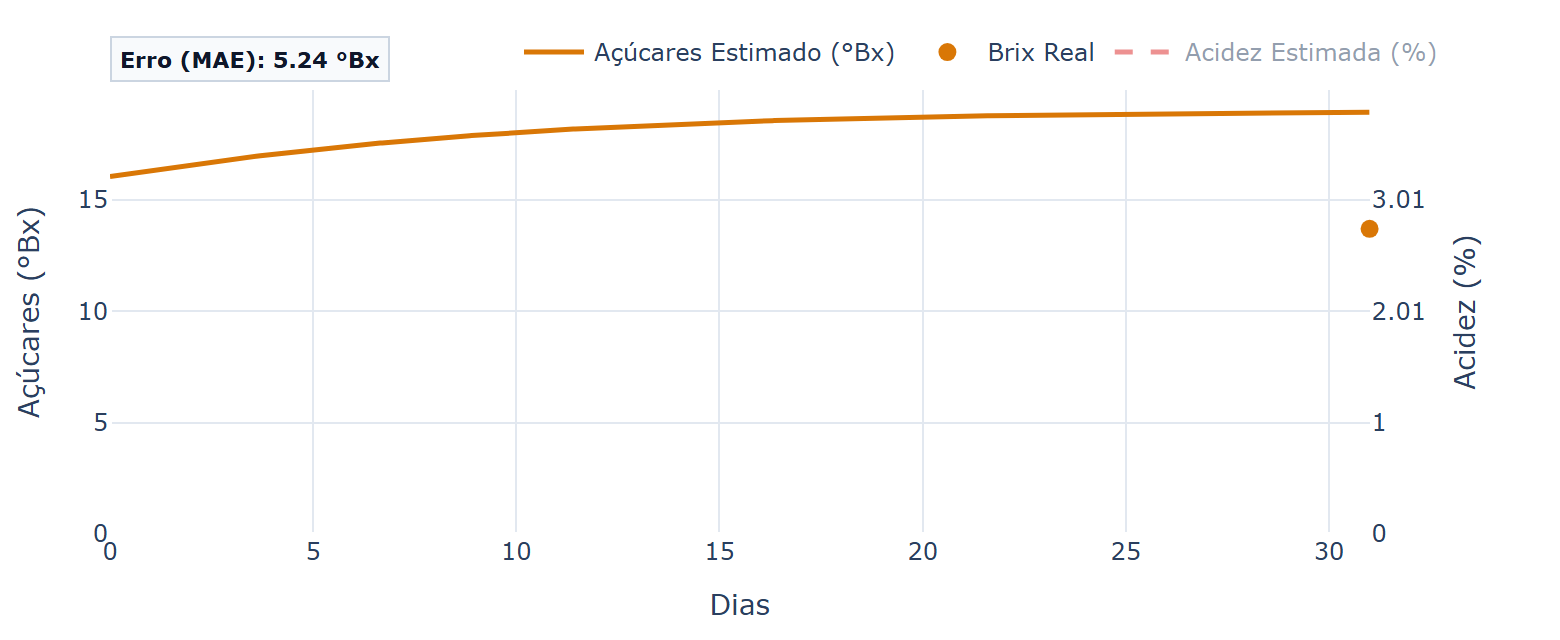 Erro (MAE): 5.24 ºBx
Açúcares Estimado (°Bx)
Brix Real
Acidez Estimada (%)
Açúcares (°Bx)
15
10
5
0
3.01
2.01
1
0
Acidez (%)
0
5
10
15
20
25
30
Dias